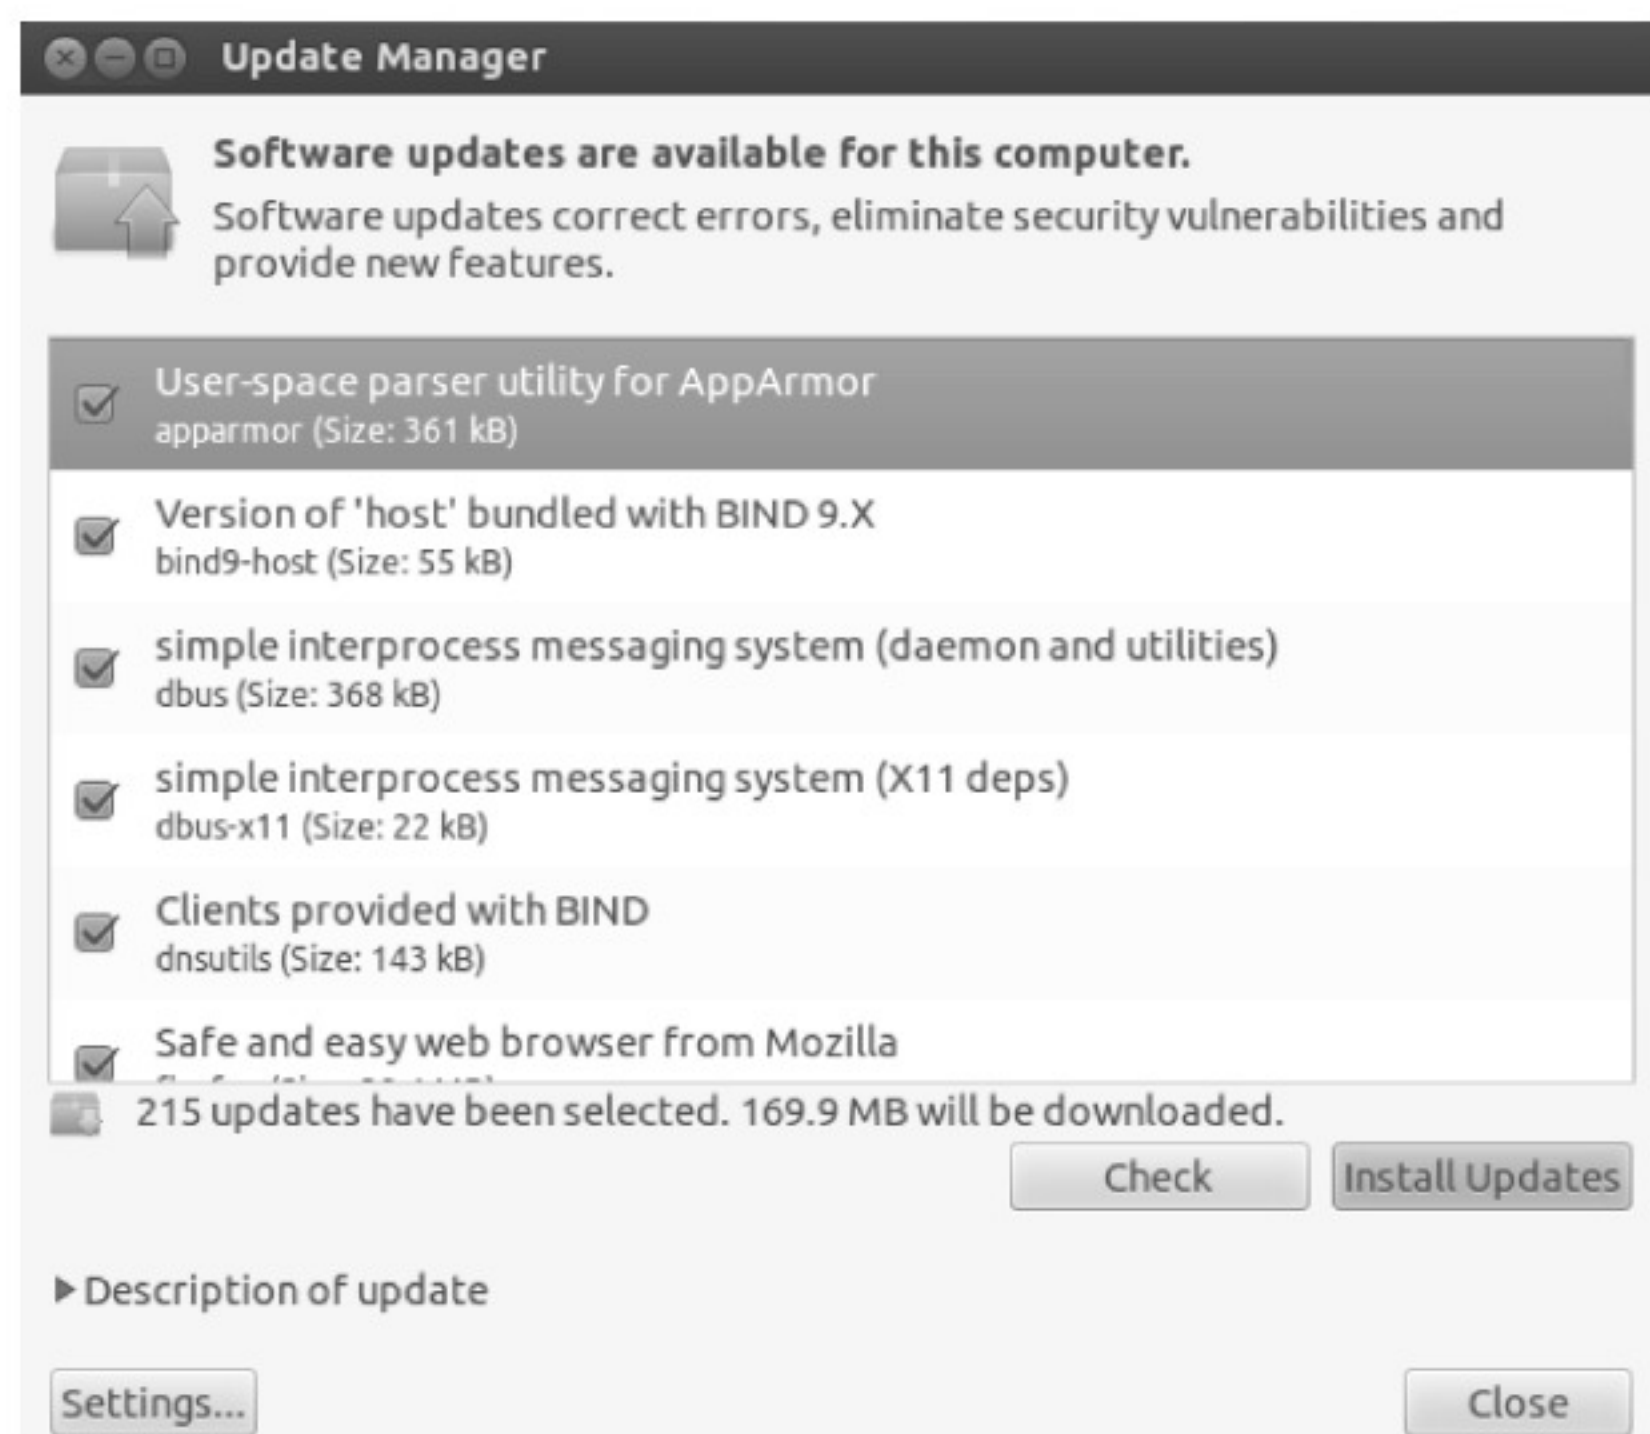 Update Manager
Software updates are available for this computer.
Software updates correct errors, eliminate security vulnerabilities and
provide new features.
User-space parser utility for AppArmor
apparmor (Size: 361 kB)
Version of 'host' bundled with BIND 9.X
bind9-host (Size: 55 kB)
simple interprocess messaging system (daemon and utilities)
dbus (Size: 368 kB)
simple interprocess messaging system (X11 deps)
dbus-x11 (Size: 22 kB)
Clients provided with BIND
dnsutils (Size: 143 kB)
Safe and easy web browser from Mozilla
215 updates have been selected. 169.9 MB will be downloaded.
Check
Install Updates
Description of update
Settings...
Close